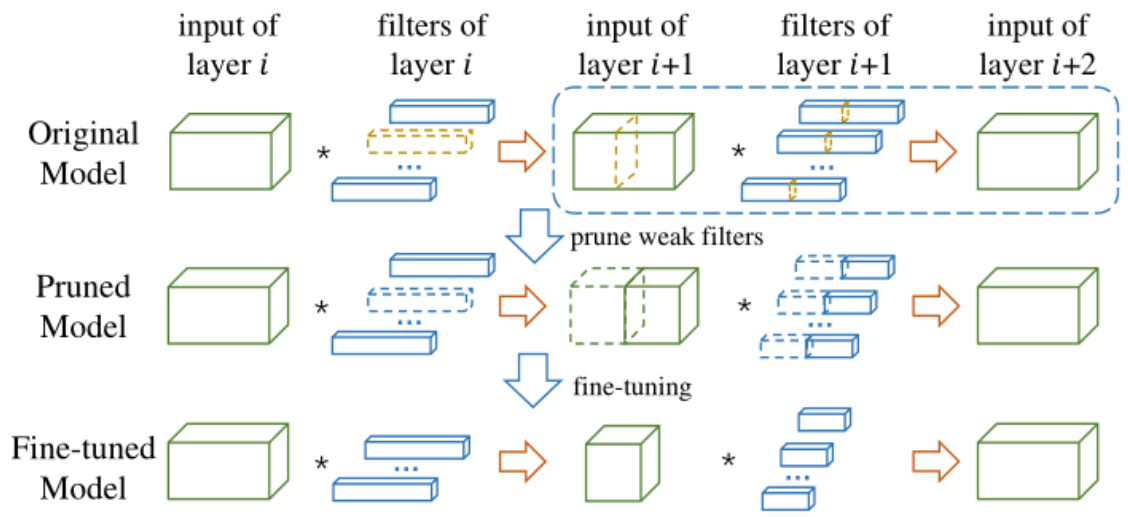 input of
layer i
filters of
layer i
input of
layer i+1
filters of
layer i+1
input of
layer i+2
Original
Model
*
...
*
...
prune weak filters
Pruned
Model
*
...
*
...
fine-tuning
Fine-tuned
Model
*
...
*
...